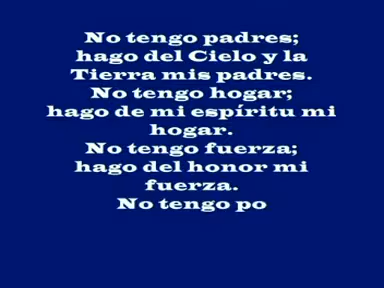 No tengo padres;
hago del Cielo y la
Tierra mis padres.
No tengo hogar;
hago de mi espíritu mi
hogar.
No tengo fuerza;
hago del honor mi
fuerza.
No tengo po